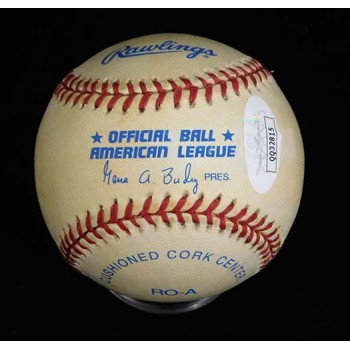 Rawlings
★ OFFICIAL BALL ★
AMERICAN LEAGUE
Gene A. Budig PRES.
CUSHIONED CORK CENTER
RO-A
QQ32815